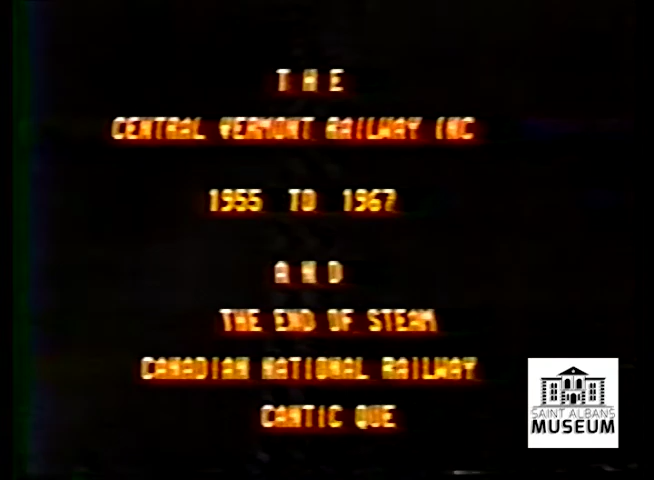 THE
CENTRAL VERMONT RAILWAY INC
1955 TO 1967
AND
THE END OF STEAM
CANADIAN NATIONAL RAILWAY
CANTIC QUE
SAINT ALBANS
MUSEUM